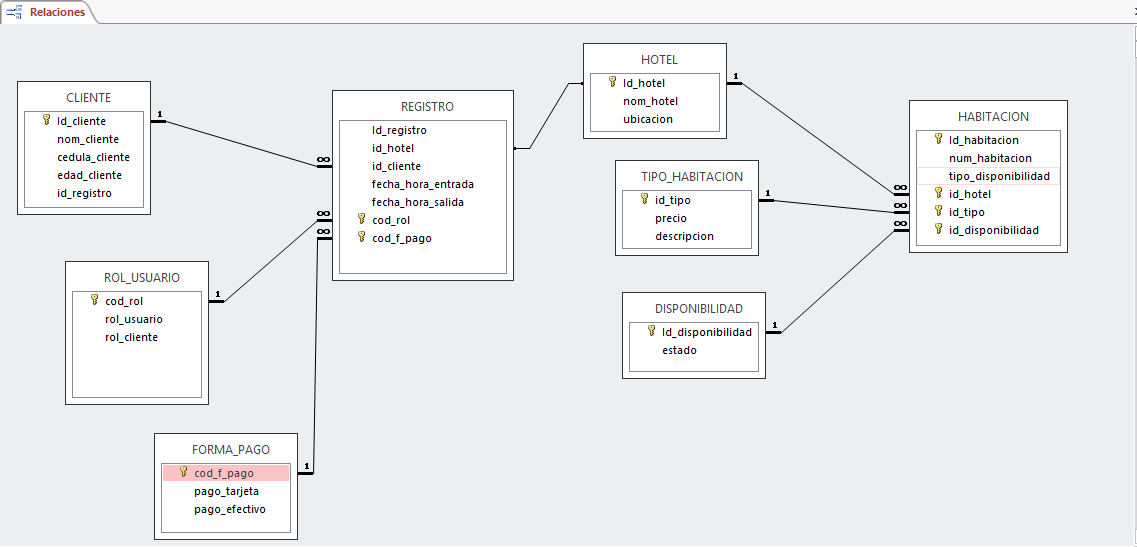 Relaciones
CLIENTE
Id_cliente
nom_cliente
cedula_cliente
edad_cliente
id_registro
1
REGISTRO
Id_registro
id_hotel
id_cliente
fecha_hora_entrada
fecha_hora_salida
cod_rol
cod_f_pago
∞
∞
∞
HOTEL
Id_hotel
nom_hotel
ubicacion
1
HABITACION
Id_habitacion
num_habitacion
tipo_disponibilidad
id_hotel
id_tipo
id_disponibilidad
∞
∞
∞
TIPO_HABITACION
id_tipo
precio
descripcion
1
ROL_USUARIO
cod_rol
rol_usuario
rol_cliente
1
DISPONIBILIDAD
Id_disponibilidad
estado
1
FORMA_PAGO
cod_f_pago
pago_tarjeta
pago_efectivo
1